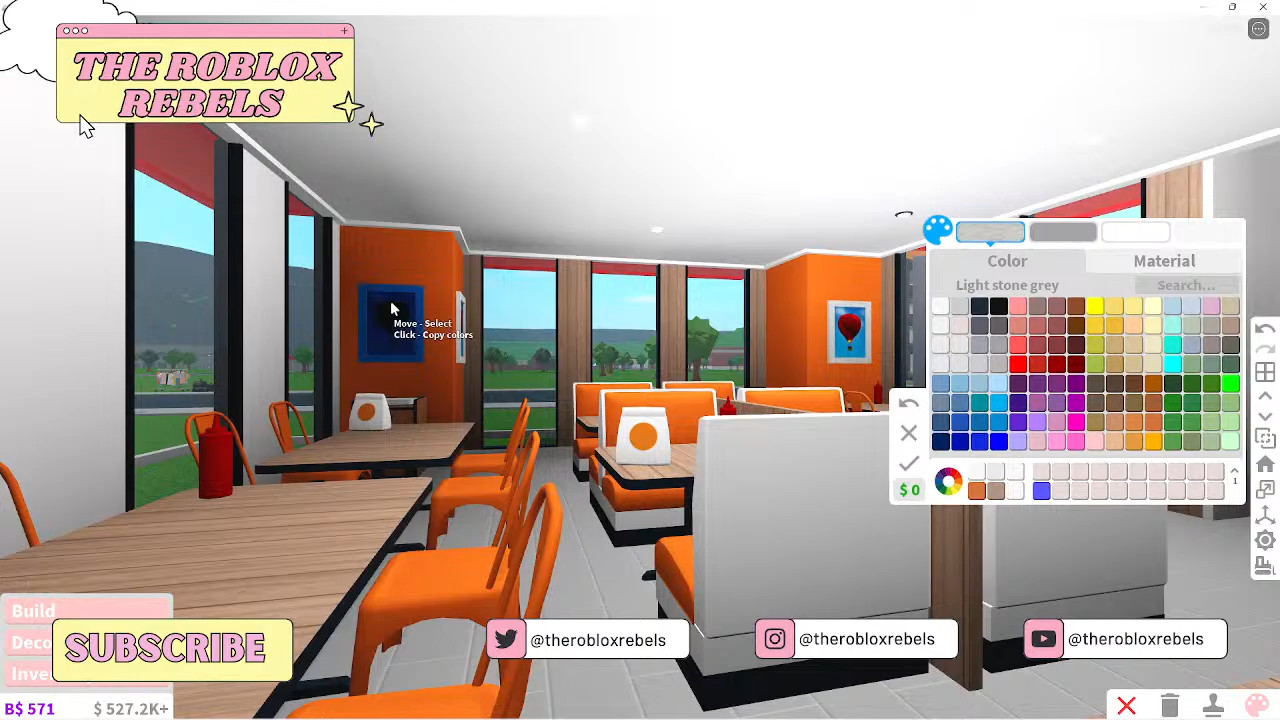 THE ROBLOX
REBELS
Move - Select
Click - Copy colors
Color
Material
Light stone grey
Search...
1
$ 0
Build
Deco
Inve
SUBSCRIBE
@therobloxrebels
@therobloxrebels
@therobloxrebels
B$ 571
$ 527.2K+